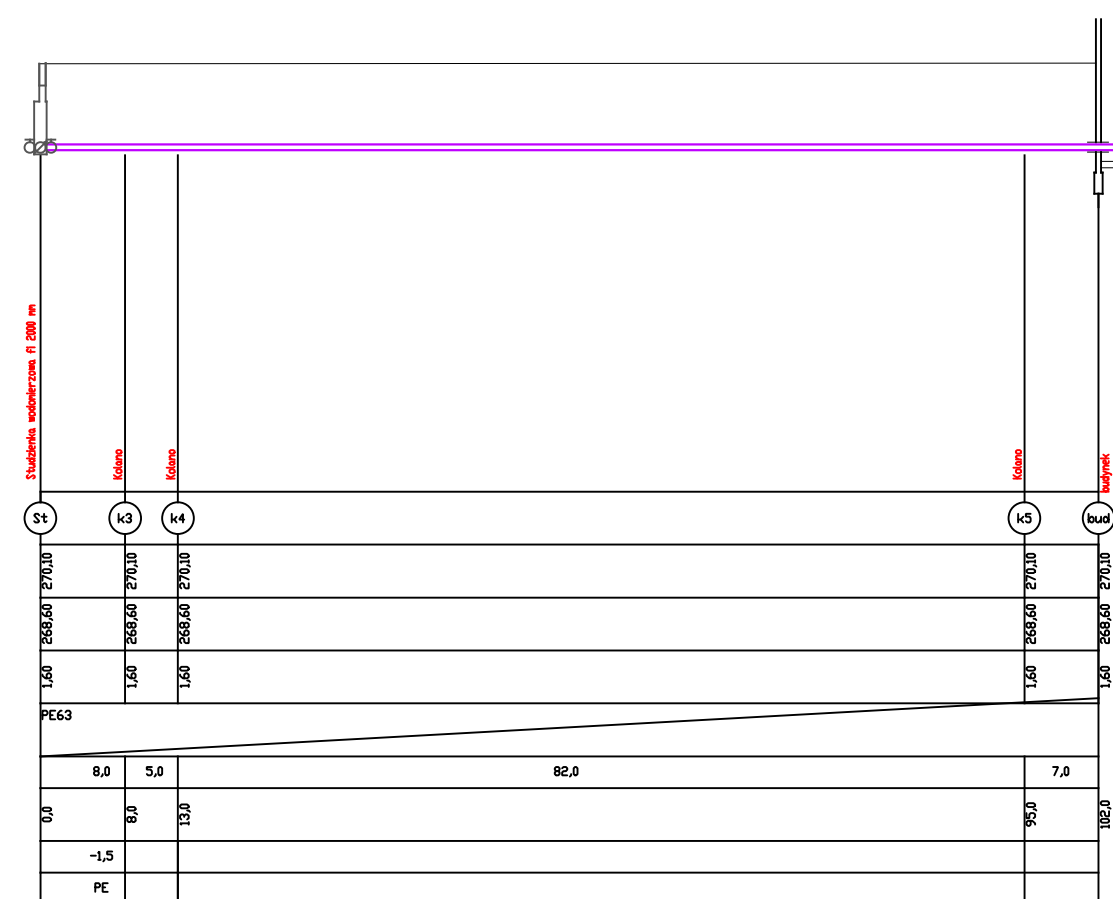 Studzienka wodomierzowa fi 2000 mm
Kolano
Kolano
Kolano
budynek
St
k3
k4
k5
bud
270,10
270,10
270,10
270,10
270,10
268,60
268,60
268,60
268,60
268,60
1,60
1,60
1,60
1,60
1,60
PE63
8,0
5,0
82,0
7,0
0,0
8,0
13,0
95,0
102,0
-1,5
PE